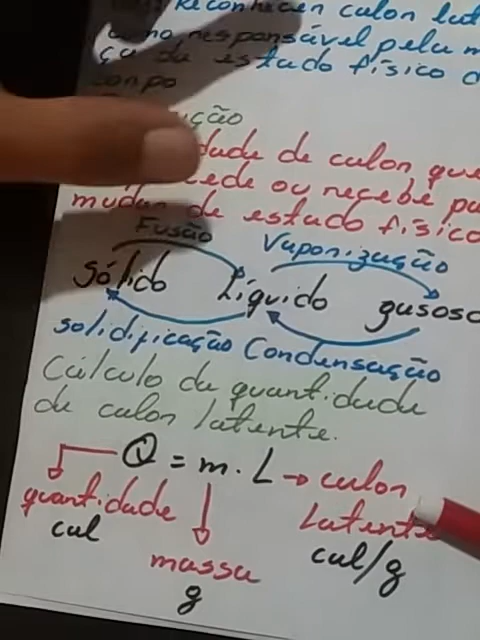 Reconhecer calor lat
como responsável pela m
ça de estado físico d
corpo
ução
dade de calor que
cede ou recebe pa
mudar de estado físico
Fusão Vaporização
Sólido Líquido gasoso
solidificação Condensação
Cálculo da quantidade
de calor latente.
Q = m . L → calor
quantidade Latente
cal cal/g
massa
g